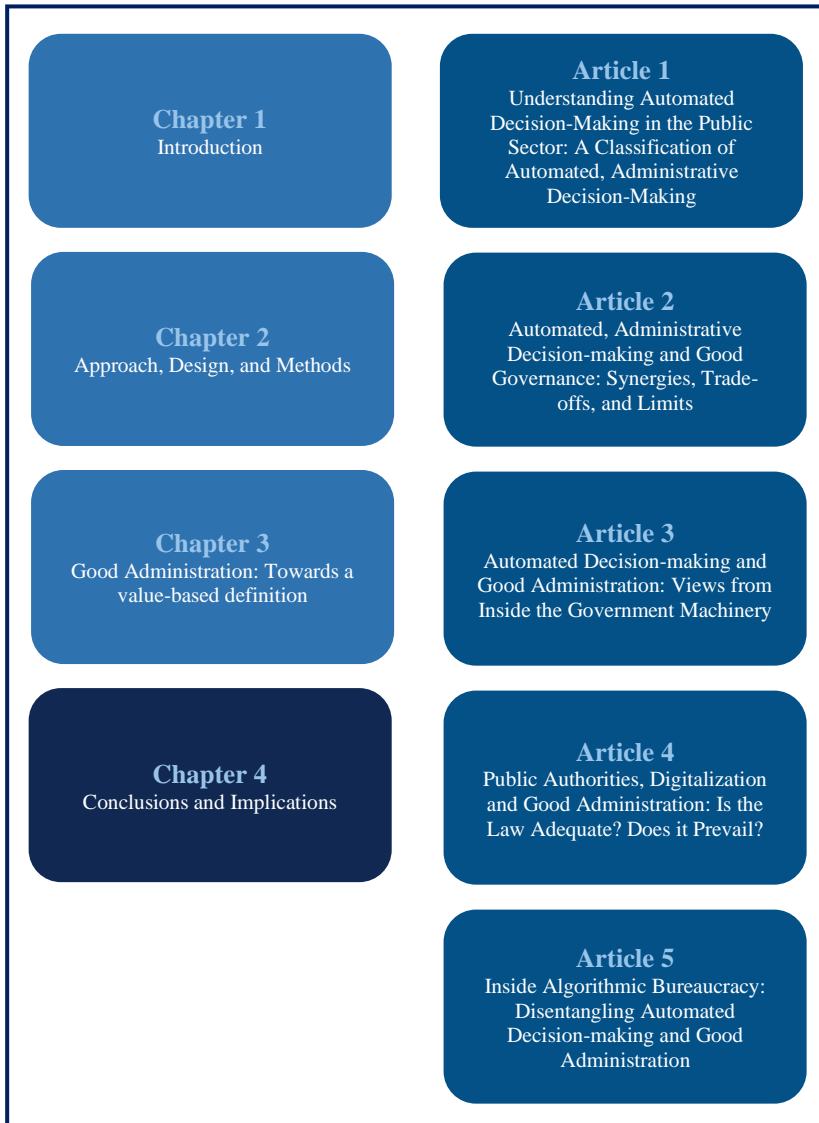 Chapter 1
Introduction
Chapter 2
Approach, Design, and Methods
Chapter 3
Good Administration: Towards a
value-based definition
Chapter 4
Conclusions and Implications
Article 1
Understanding Automated
Decision-Making in the Public
Sector: A Classification of
Automated, Administrative
Decision-Making
Article 2
Automated, Administrative
Decision-making and Good
Governance: Synergies, Trade-
offs, and Limits
Article 3
Automated Decision-making and
Good Administration: Views from
Inside the Government Machinery
Article 4
Public Authorities, Digitalization
and Good Administration: Is the
Law Adequate? Does it Prevail?
Article 5
Inside Algorithmic Bureaucracy:
Disentangling Automated
Decision-making and Good
Administration